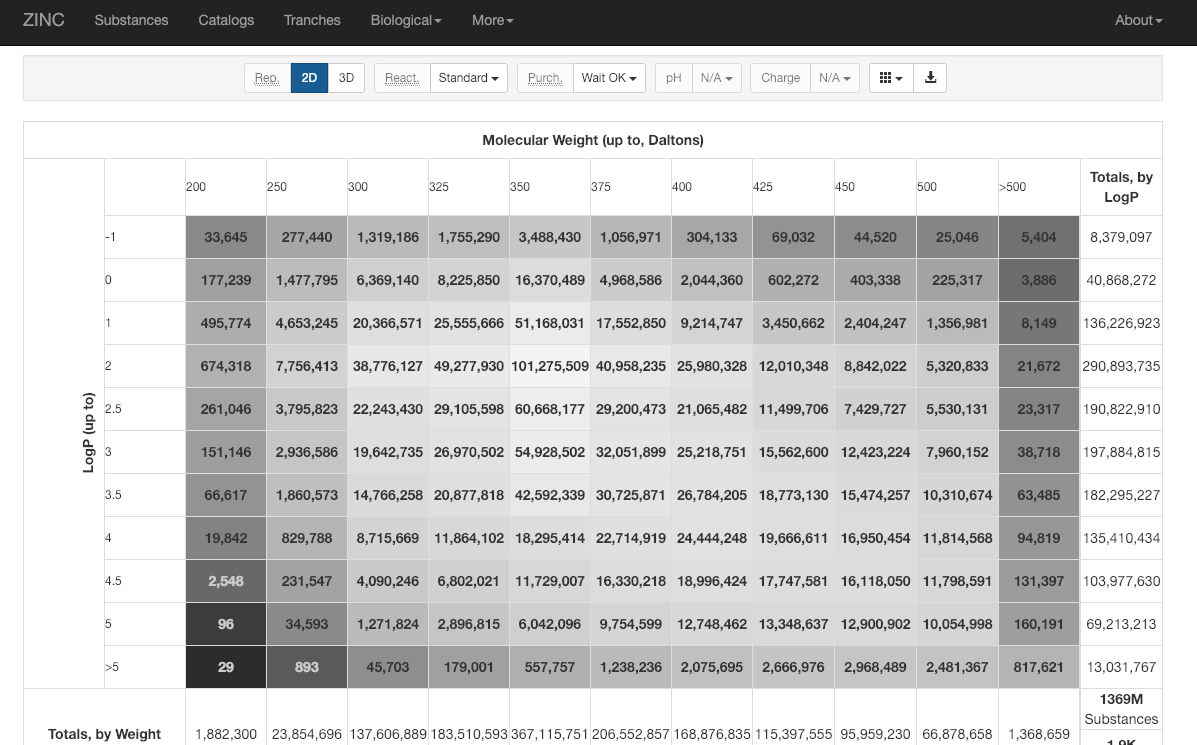 ZINC Substances Catalogs Tranches Biological More About
Rep. 2D 3D React. Standard Purch. Wait OK pH N/A Charge N/A
Molecular Weight (up to, Daltons)
200 250 300 325 350 375 400 425 450 500 >500 Totals, by LogP
LogP (up to)
-1 33,645 277,440 1,319,186 1,755,290 3,488,430 1,056,971 304,133 69,032 44,520 25,046 5,404 8,379,097
0 177,239 1,477,795 6,369,140 8,225,850 16,370,489 4,968,586 2,044,360 602,272 403,338 225,317 3,886 40,868,272
1 495,774 4,653,245 20,366,571 25,555,666 51,168,031 17,552,850 9,214,747 3,450,662 2,404,247 1,356,981 8,149 136,226,923
2 674,318 7,756,413 38,776,127 49,277,930 101,275,509 40,958,235 25,980,328 12,010,348 8,842,022 5,320,833 21,672 290,893,735
2.5 261,046 3,795,823 22,243,430 29,105,598 60,668,177 29,200,473 21,065,482 11,499,706 7,429,727 5,530,131 23,317 190,822,910
3 151,146 2,936,586 19,642,735 26,970,502 54,928,502 32,051,899 25,218,751 15,562,600 12,423,224 7,960,152 38,718 197,884,815
3.5 66,617 1,860,573 14,766,258 20,877,818 42,592,339 30,725,871 26,784,205 18,773,130 15,474,257 10,310,674 63,485 182,295,227
4 19,842 829,788 8,715,669 11,864,102 18,295,414 22,714,919 24,444,248 19,666,611 16,950,454 11,814,568 94,819 135,410,434
4.5 2,548 231,547 4,090,246 6,802,021 11,729,007 16,330,218 18,996,424 17,747,581 16,118,050 11,798,591 131,397 103,977,630
5 96 34,593 1,271,824 2,896,815 6,042,096 9,754,599 12,748,462 13,348,637 12,900,902 10,054,998 160,191 69,213,213
>5 29 893 45,703 179,001 557,757 1,238,236 2,075,695 2,666,976 2,968,489 2,481,367 817,621 13,031,767
Totals, by Weight 1,882,300 23,854,696 137,606,889 183,510,593 367,115,751 206,552,857 168,876,835 115,397,555 95,959,230 66,878,658 1,368,659
1369M
Substances
1.9K